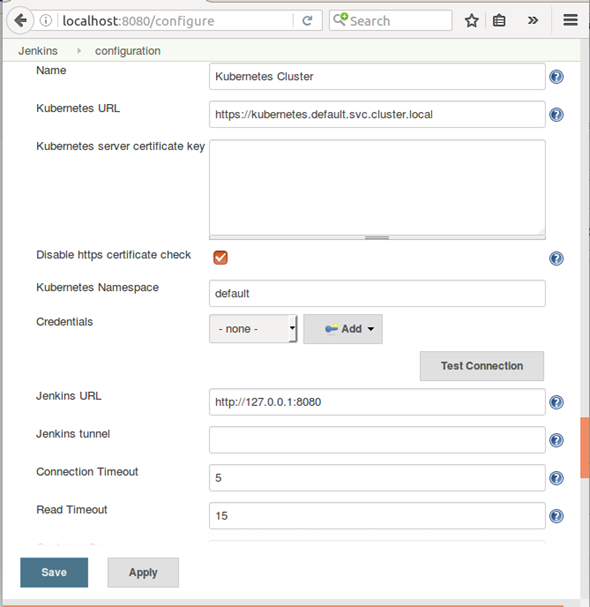 localhost:8080/configure
Search
Jenkins
configuration
Name
Kubernetes Cluster
Kubernetes URL
https://kubernetes.default.svc.cluster.local
Kubernetes server certificate key
Disable https certificate check
Kubernetes Namespace
default
Credentials
- none -
Add
Test Connection
Jenkins URL
http://127.0.0.1:8080
Jenkins tunnel
Connection Timeout
5
Read Timeout
15
Save
Apply